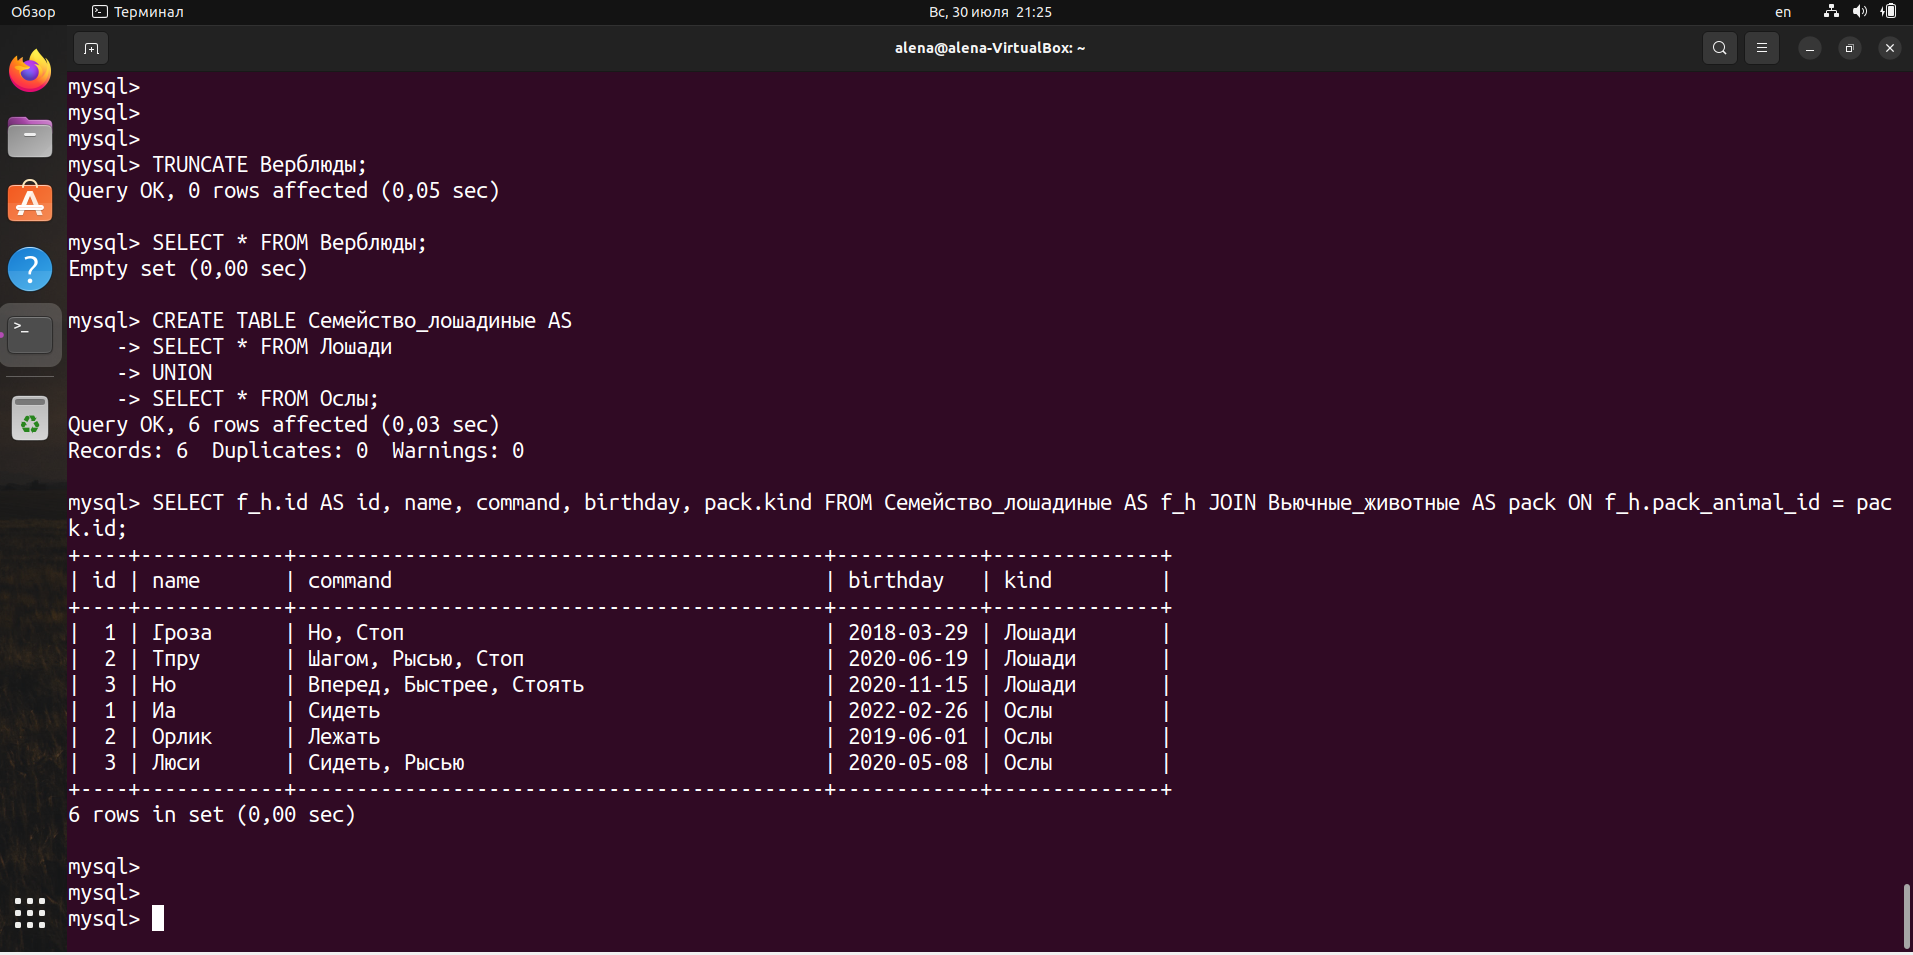 Обзор Терминал Вс, 30 июля 21:25 en
alena@alena-VirtualBox: ~
mysql>
mysql>
mysql>
mysql> TRUNCATE Верблюды;
Query OK, 0 rows affected (0,05 sec)
mysql> SELECT * FROM Верблюды;
Empty set (0,00 sec)
mysql> CREATE TABLE Семейство_лошадиные AS
    -> SELECT * FROM Лошади
    -> UNION
    -> SELECT * FROM Ослы;
Query OK, 6 rows affected (0,03 sec)
Records: 6  Duplicates: 0  Warnings: 0
mysql> SELECT f_h.id AS id, name, command, birthday, pack.kind FROM Семейство_лошадиные AS f_h JOIN Вьючные_животные AS pack ON f_h.pack_animal_id = pac
k.id;
+----+------------+--------------------------------------------+------------+--------------+
| id | name       | command                                    | birthday   | kind         |
+----+------------+--------------------------------------------+------------+--------------+
|  1 | Гроза      | Но, Стоп                                   | 2018-03-29 | Лошади       |
|  2 | Тпру       | Шагом, Рысью, Стоп                         | 2020-06-19 | Лошади       |
|  3 | Но         | Вперед, Быстрее, Стоять                    | 2020-11-15 | Лошади       |
|  1 | Иа         | Сидеть                                     | 2022-02-26 | Ослы         |
|  2 | Орлик      | Лежать                                     | 2019-06-01 | Ослы         |
|  3 | Люси       | Сидеть, Рысью                              | 2020-05-08 | Ослы         |
+----+------------+--------------------------------------------+------------+--------------+
6 rows in set (0,00 sec)
mysql>
mysql>
mysql>